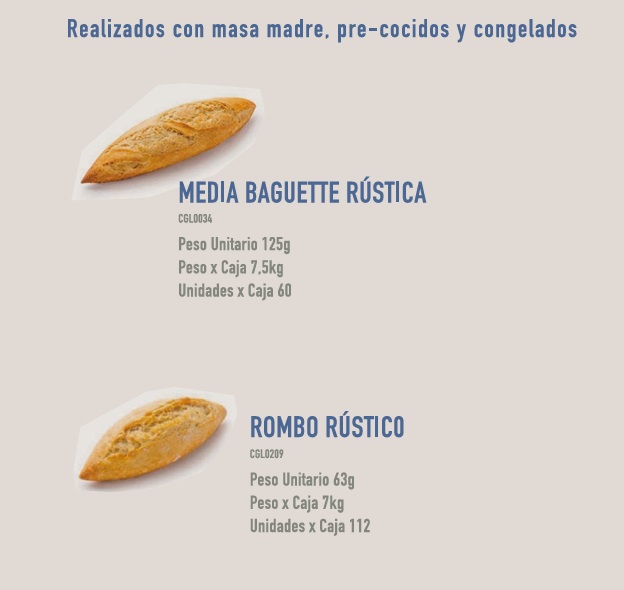 Realizados con masa madre, pre-cocidos y congelados
MEDIA BAGUETTE RÚSTICA
CGL0034
Peso Unitario 125g
Peso x Caja 7,5kg
Unidades x Caja 60
ROMBO RÚSTICO
CGL0209
Peso Unitario 63g
Peso x Caja 7kg
Unidades x Caja 112